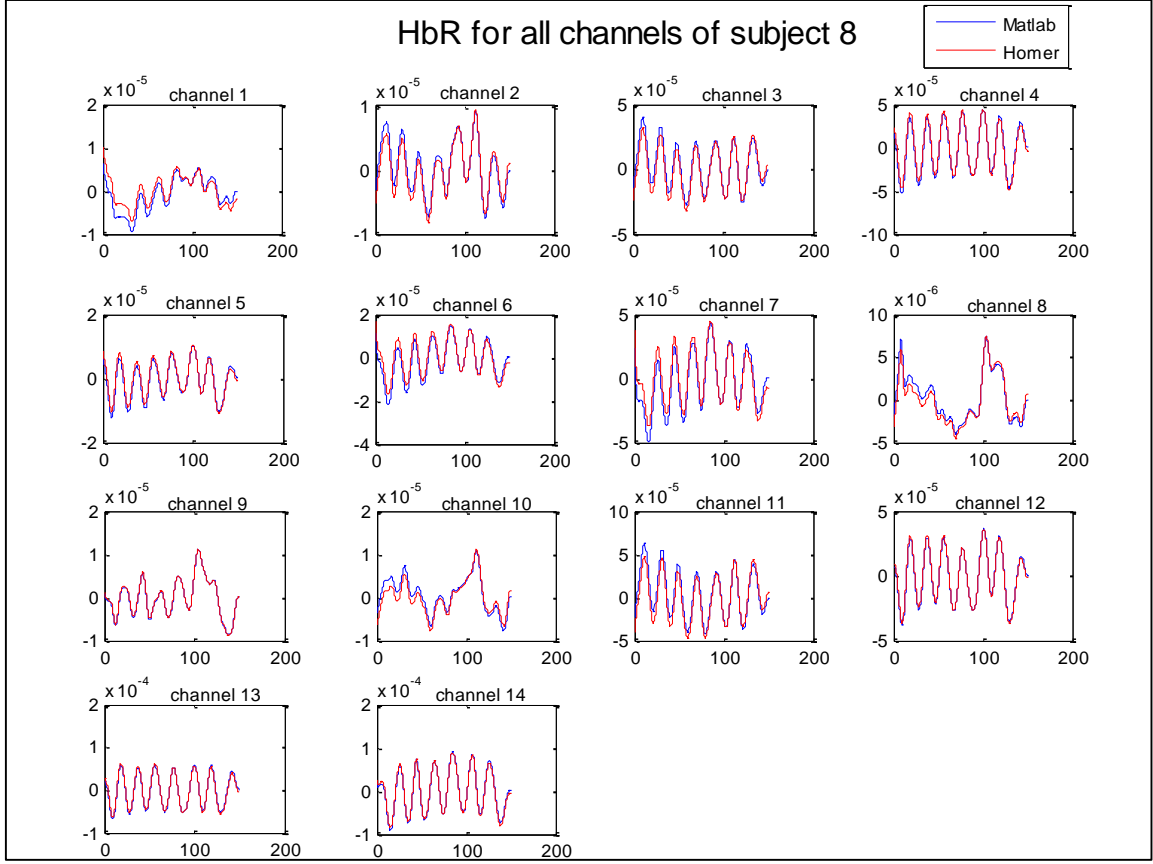 HbR for all channels of subject 8
Matlab
Homer
x 10^-5 channel 1
2
1
0
-1
0 100 200
x 10^-5 channel 2
1
0
-1
0 100 200
x 10^-5 channel 3
5
0
-5
0 100 200
x 10^-5 channel 4
5
0
-5
-10
0 100 200
x 10^-5 channel 5
2
0
-2
0 100 200
x 10^-5 channel 6
2
0
-2
-4
0 100 200
x 10^-5 channel 7
5
0
-5
0 100 200
x 10^-6 channel 8
10
5
0
-5
0 100 200
x 10^-5 channel 9
2
1
0
-1
0 100 200
x 10^-5 channel 10
2
1
0
-1
0 100 200
x 10^-5 channel 11
10
5
0
-5
0 100 200
x 10^-5 channel 12
5
0
-5
0 100 200
x 10^-4 channel 13
2
1
0
-1
0 100 200
x 10^-4 channel 14
2
1
0
-1
0 100 200